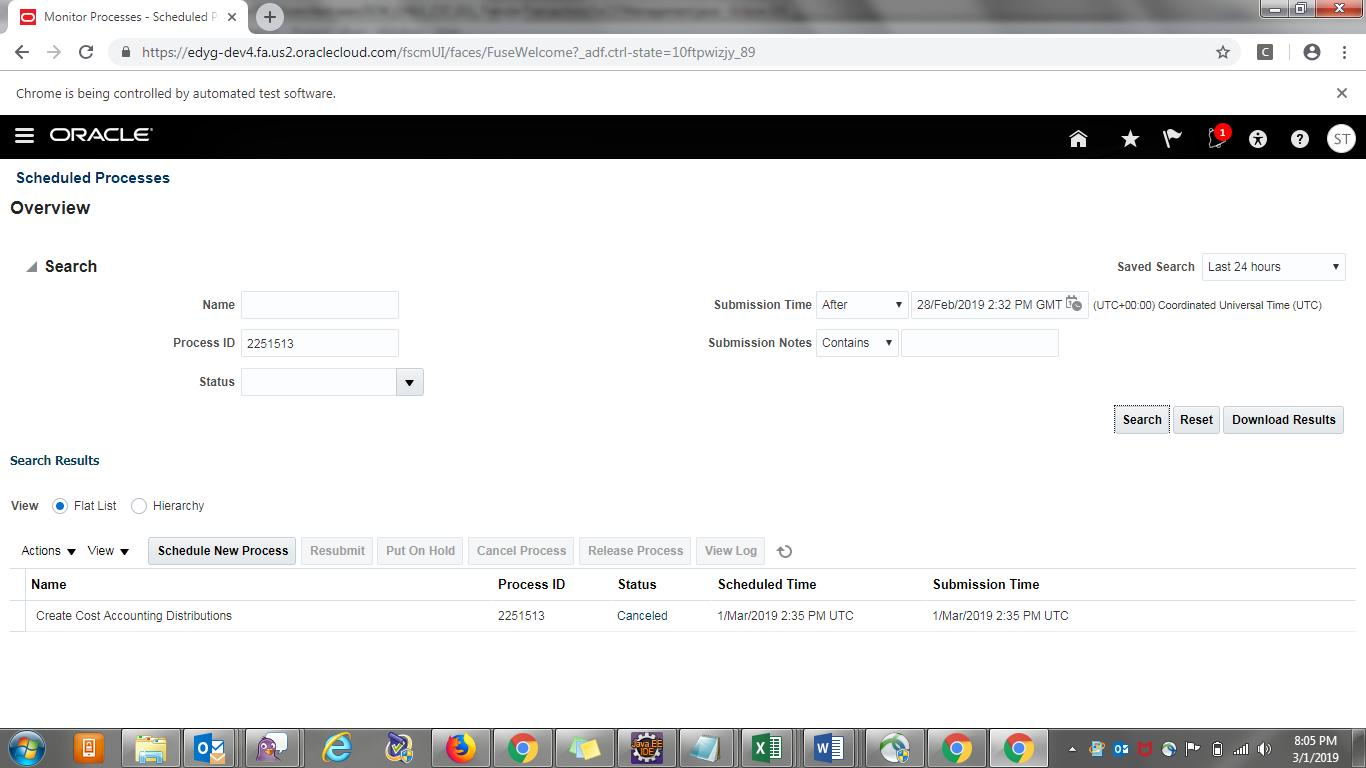 Monitor Processes - Scheduled P
https://edyg-dev4.fa.us2.oraclecloud.com/fscmUI/faces/FuseWelcome?_adf.ctrl-state=10ftpwizjy_89
C
Chrome is being controlled by automated test software.
ORACLE
1
ST
Scheduled Processes
Overview
Search
Saved Search Last 24 hours
Name
Submission Time After 28/Feb/2019 2:32 PM GMT (UTC+00:00) Coordinated Universal Time (UTC)
Process ID 2251513
Submission Notes Contains
Status
Search Reset Download Results
Search Results
View Flat List Hierarchy
Actions View Schedule New Process Resubmit Put On Hold Cancel Process Release Process View Log
Name Process ID Status Scheduled Time Submission Time
Create Cost Accounting Distributions 2251513 Canceled 1/Mar/2019 2:35 PM UTC 1/Mar/2019 2:35 PM UTC
Java EE
IDE
8:05 PM
3/1/2019